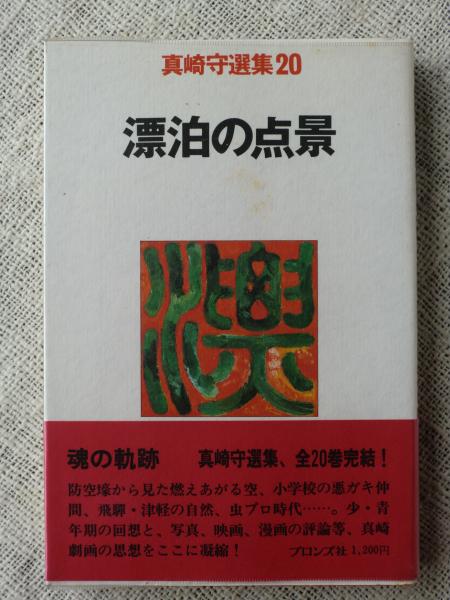 真崎守選集20
漂泊の点景
漂
魂の軌跡　真崎守選集、全20巻完結！
防空壕から見た燃えあがる空、小学校の悪ガキ仲
間、飛騨・津軽の自然、虫プロ時代……。少・青
年期の回想と、写真、映画、漫画の評論等、真崎
劇画の思想をここに凝縮！　ブロンズ社 1,200円